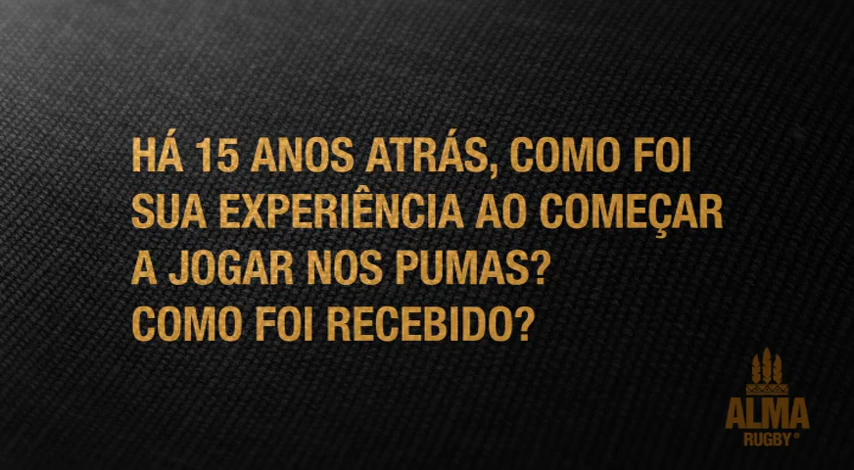 HÁ 15 ANOS ATRÁS, COMO FOI
SUA EXPERIÊNCIA AO COMEÇAR
A JOGAR NOS PUMAS?
COMO FOI RECEBIDO?
ALMA
RUGBY®